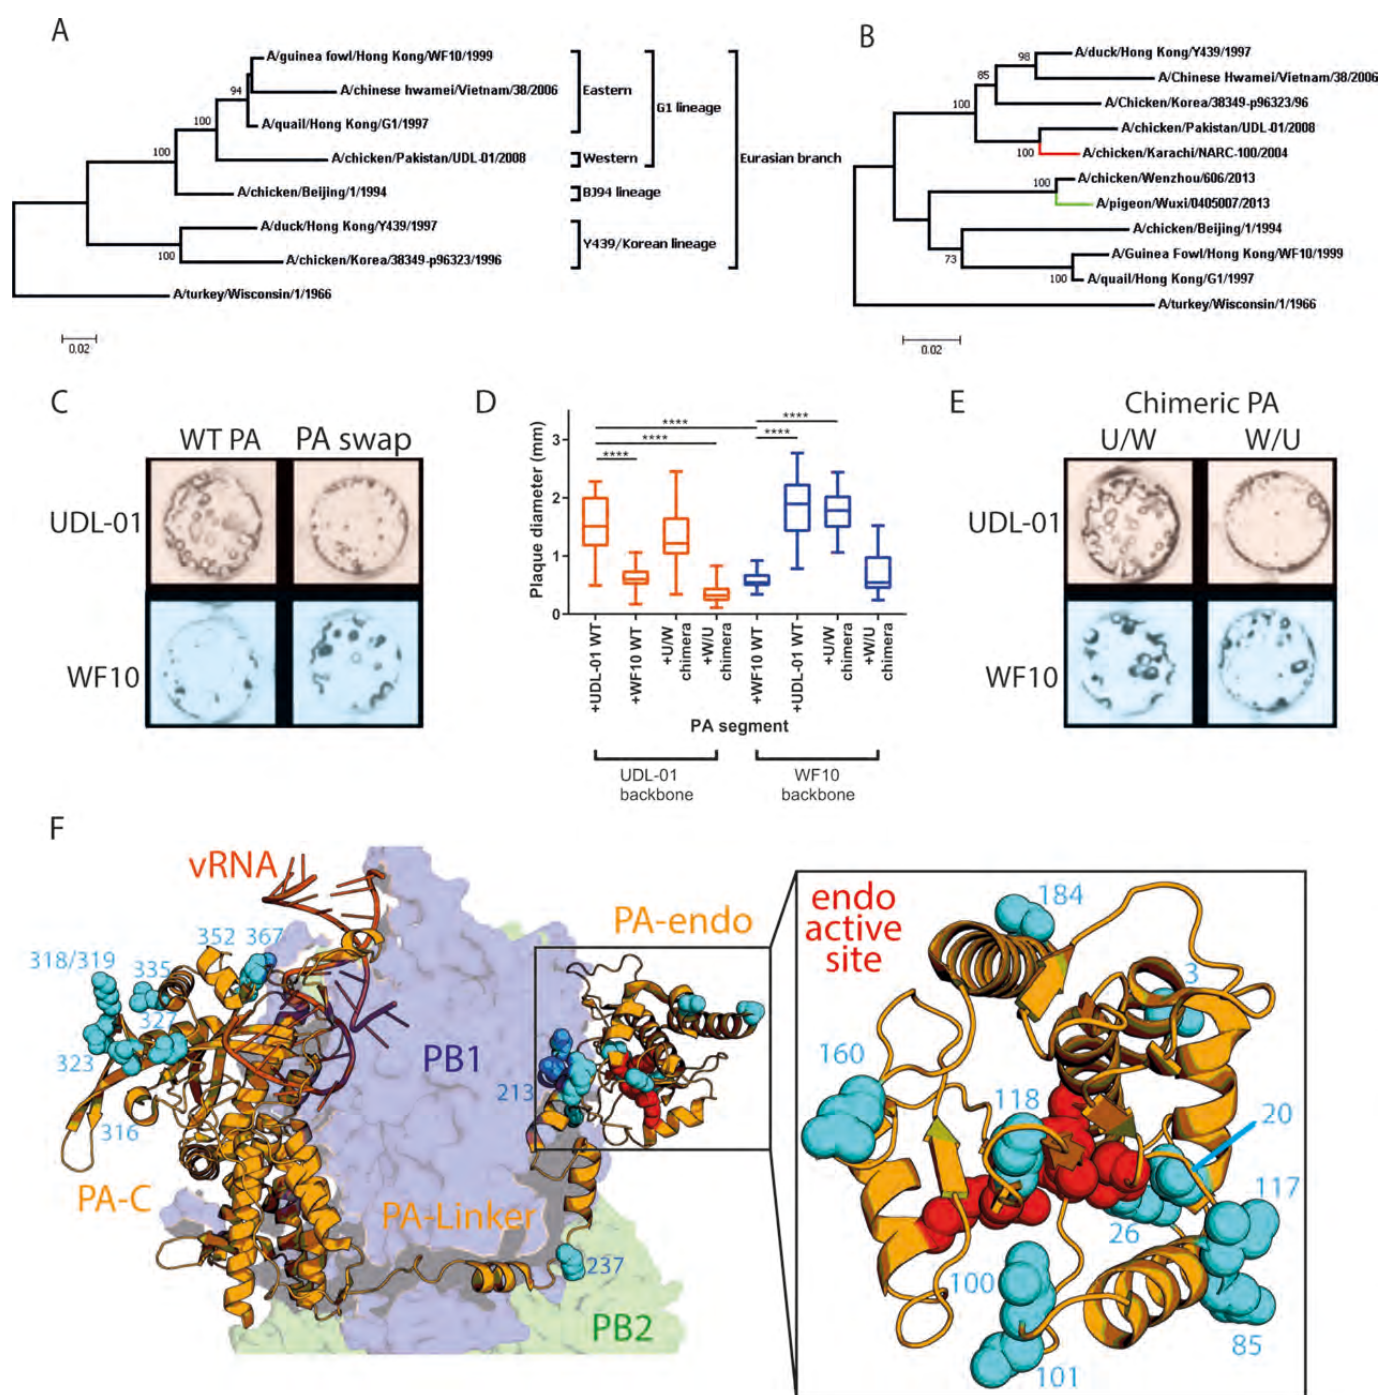 A
A/guinea fowl/Hong Kong/WF10/1999
94
A/chinese hwamei/Vietnam/38/2006
Eastern
100
A/quail/Hong Kong/G1/1997
G1 lineage
100
A/chicken/Pakistan/UDL-01/2008
Western
Eurasian branch
A/chicken/Beijing/1/1994
BJ94 lineage
A/duck/Hong Kong/Y439/1997
Y439/Korean lineage
100
A/chicken/Korea/38349-p96323/1996
A/turkey/Wisconsin/1/1966
0.02
B
A/duck/Hong Kong/Y439/1997
98
85
A/Chinese Hwamei/Vietnam/38/2006
100
A/Chicken/Korea/38349-p96323/96
A/chicken/Pakistan/UDL-01/2008
100
A/chicken/Karachi/NARC-100/2004
A/chicken/Wenzhou/606/2013
100
A/pigeon/Wuxi/0405007/2013
A/chicken/Beijing/1/1994
73
A/Guinea Fowl/Hong Kong/WF10/1999
100
A/quail/Hong Kong/G1/1997
A/turkey/Wisconsin/1/1966
0.02
C
WT PA
PA swap
UDL-01
WF10
D
Plaque diameter (mm)
3
2
1
0
****
****
****
****
****
+UDL-01 WT
+WF10 WT
+U/W
chimera
+W/U
chimera
+WF10 WT
+UDL-01 WT
+U/W
chimera
+W/U
chimera
PA segment
UDL-01
backbone
WF10
backbone
E
Chimeric PA
U/W
W/U
UDL-01
WF10
F
vRNA
318/319
335
352
367
327
323
316
PA-C
PB1
PA-Linker
PB2
PA-endo
213
237
endo
active
site
184
3
160
118
20
117
26
100
101
85